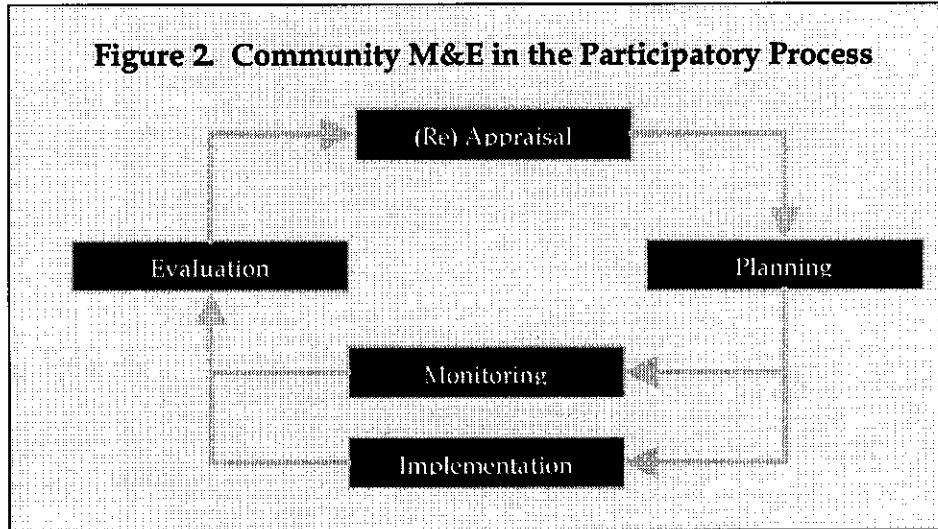 Figure 2. Community M&E in the Participatory Process
(Re) Appraisal
Evaluation
Planning
Monitoring
Implementation